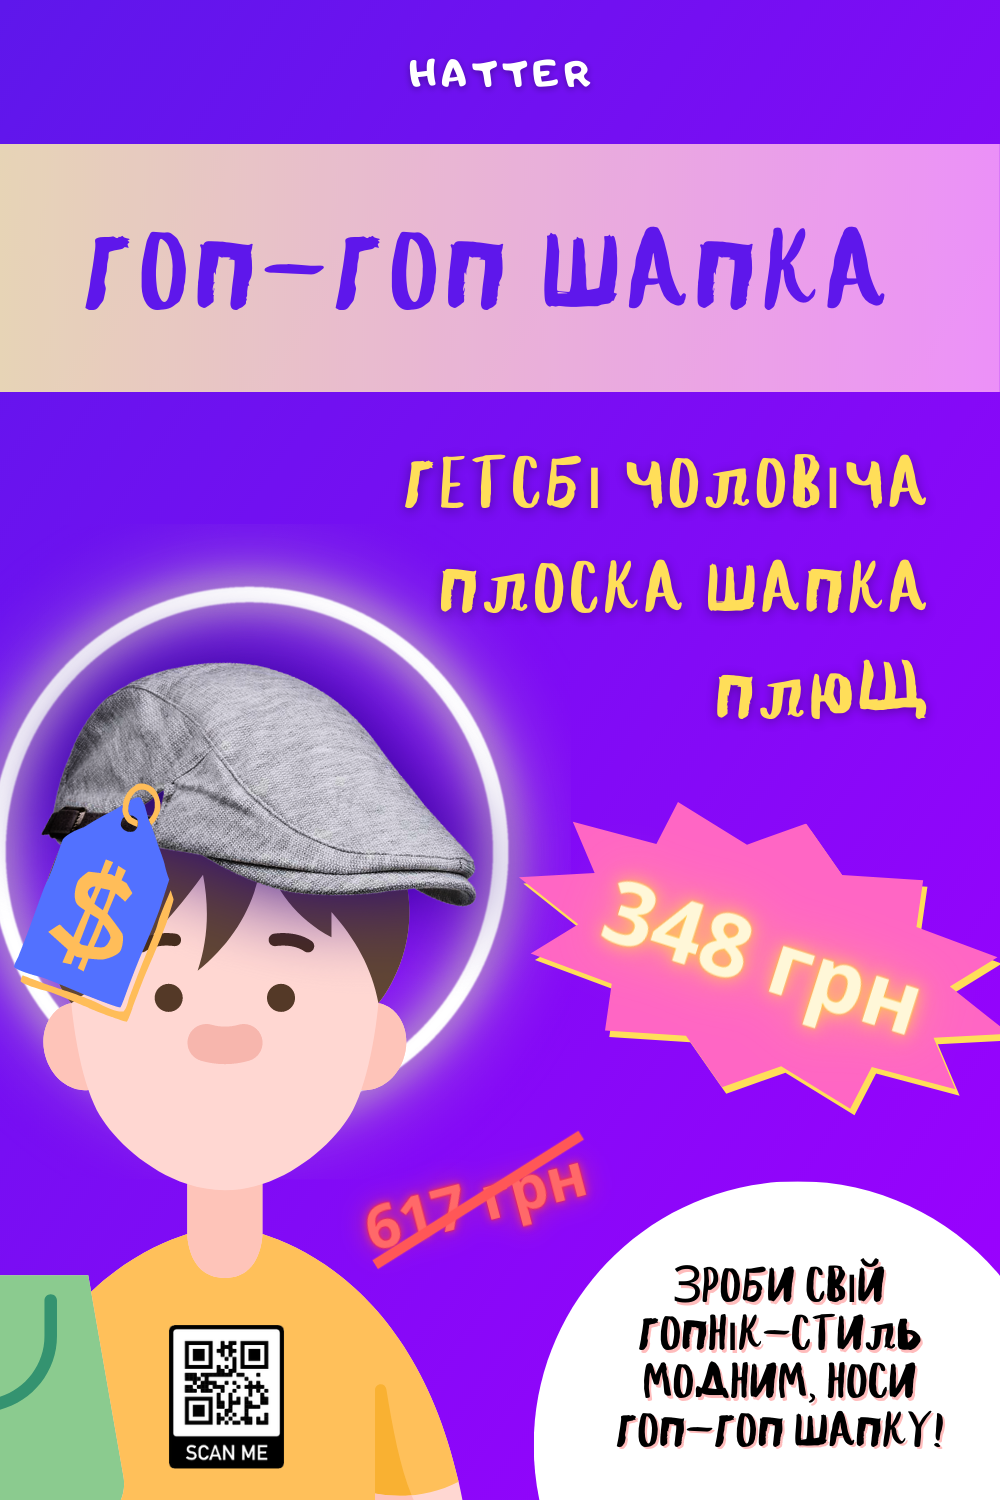 HATTER
ГОП-ГОП ШАПКА
ГЕТСБІ ЧОЛОВІЧА
ПЛОСКА ШАПКА
ПЛЮЩ
$
348 грн
617 грн
ЗРОБИ СВІЙ
ГОПНІК-СТИЛЬ
МОДНИМ, НОСИ
ГОП-ГОП ШАПКУ!
SCAN ME